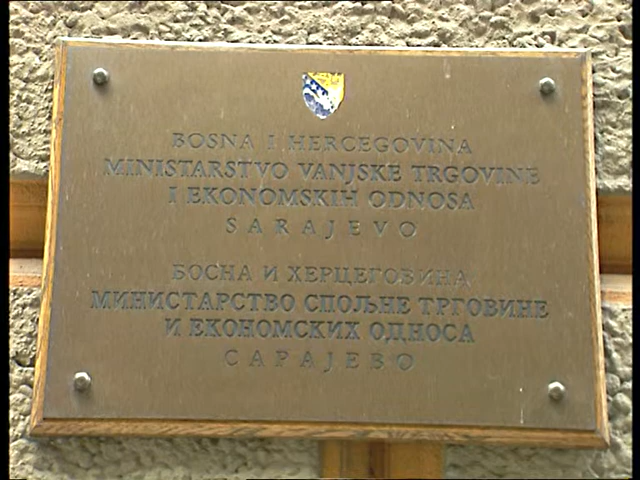 BOSNA I HERCEGOVINA
MINISTARSTVO VANJSKE TRGOVINE
I EKONOMSKIH ODNOSA
SARAJEVO
БОСНА И ХЕРЦЕГОВИНА
МИНИСТАРСТВО СПОЉНЕ ТРГОВИНЕ
И ЕКОНОМСКИХ ОДНОСА
САРАЈЕВО